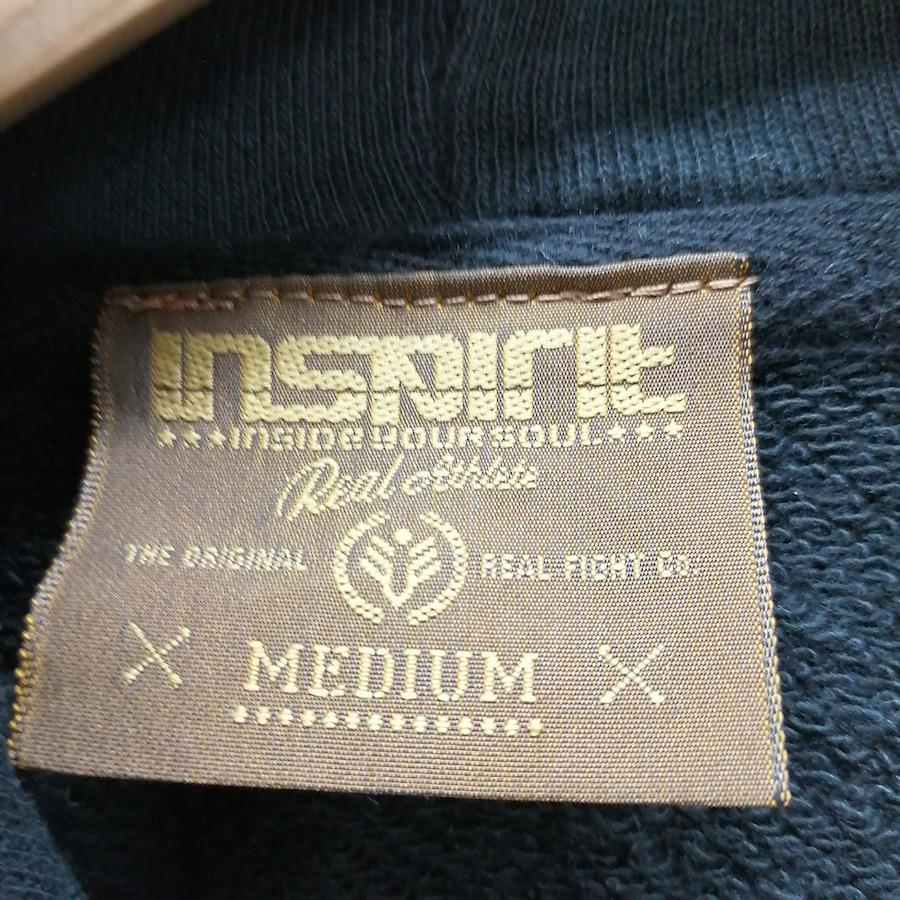 inspirit
INSIDE YOUR SOUL
Real Athlete
THE ORIGINAL REAL FIGHT Co.
MEDIUM